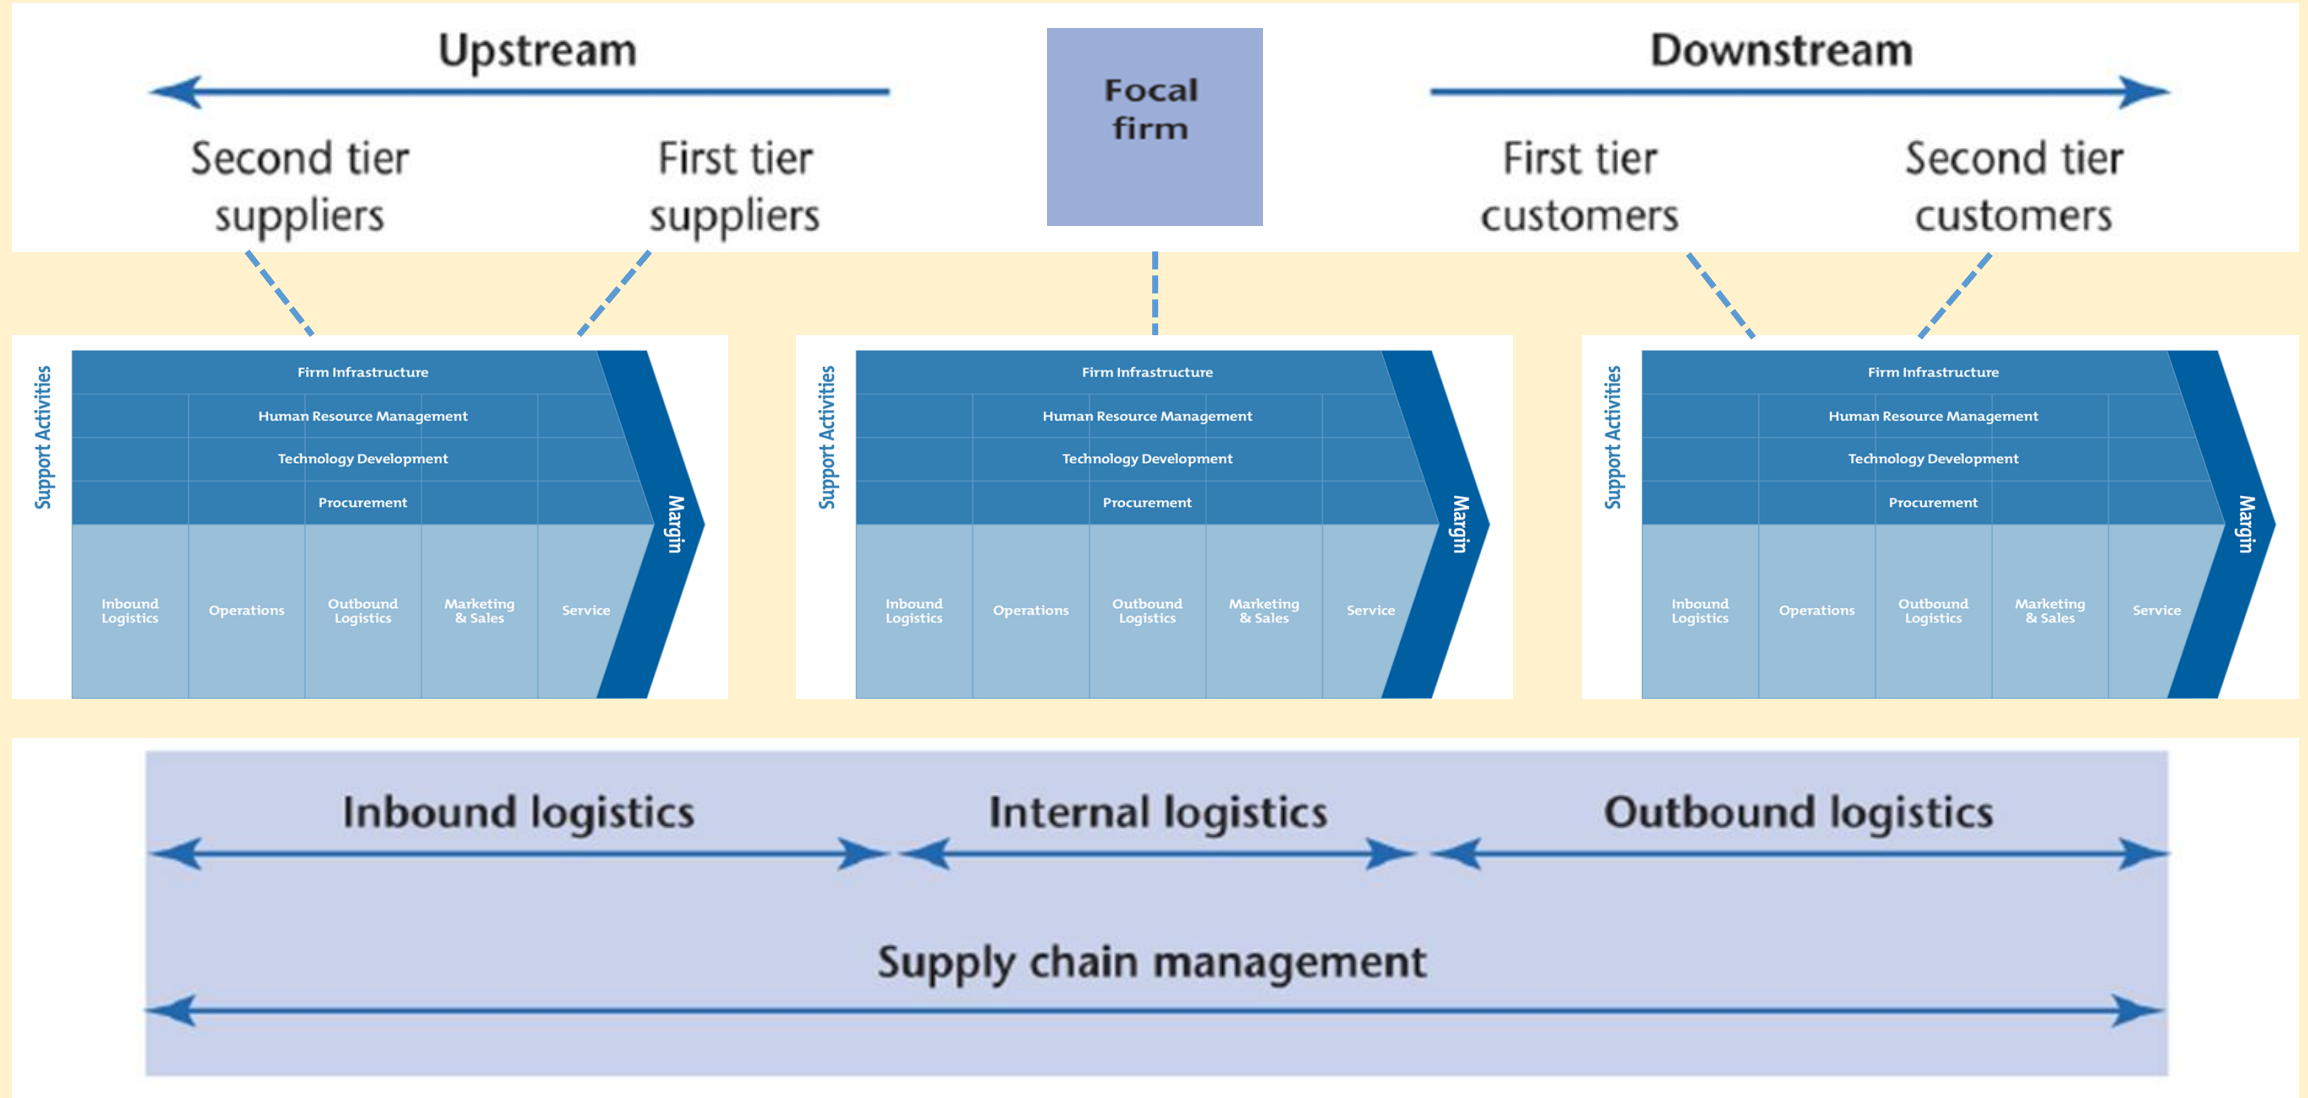 Upstream
Focal
firm
Downstream
Second tier
suppliers
First tier
suppliers
First tier
customers
Second tier
customers
Support Activities
Firm Infrastructure
Human Resource Management
Technology Development
Procurement
Inbound
Logistics
Operations
Outbound
Logistics
Marketing
& Sales
Service
Margin
Support Activities
Firm Infrastructure
Human Resource Management
Technology Development
Procurement
Inbound
Logistics
Operations
Outbound
Logistics
Marketing
& Sales
Service
Margin
Support Activities
Firm Infrastructure
Human Resource Management
Technology Development
Procurement
Inbound
Logistics
Operations
Outbound
Logistics
Marketing
& Sales
Service
Margin
Inbound logistics
Internal logistics
Outbound logistics
Supply chain management